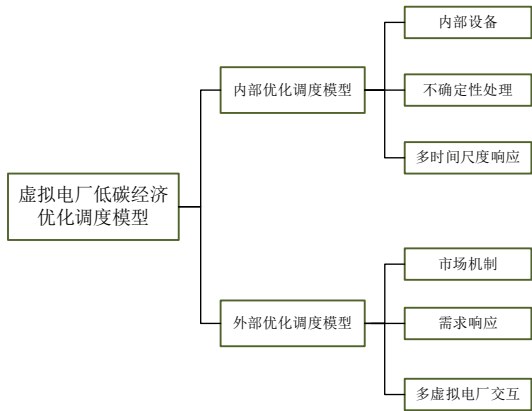 虚拟电厂低碳经济
优化调度模型
内部优化调度模型
内部设备
不确定性处理
多时间尺度响应
外部优化调度模型
市场机制
需求响应
多虚拟电厂交互